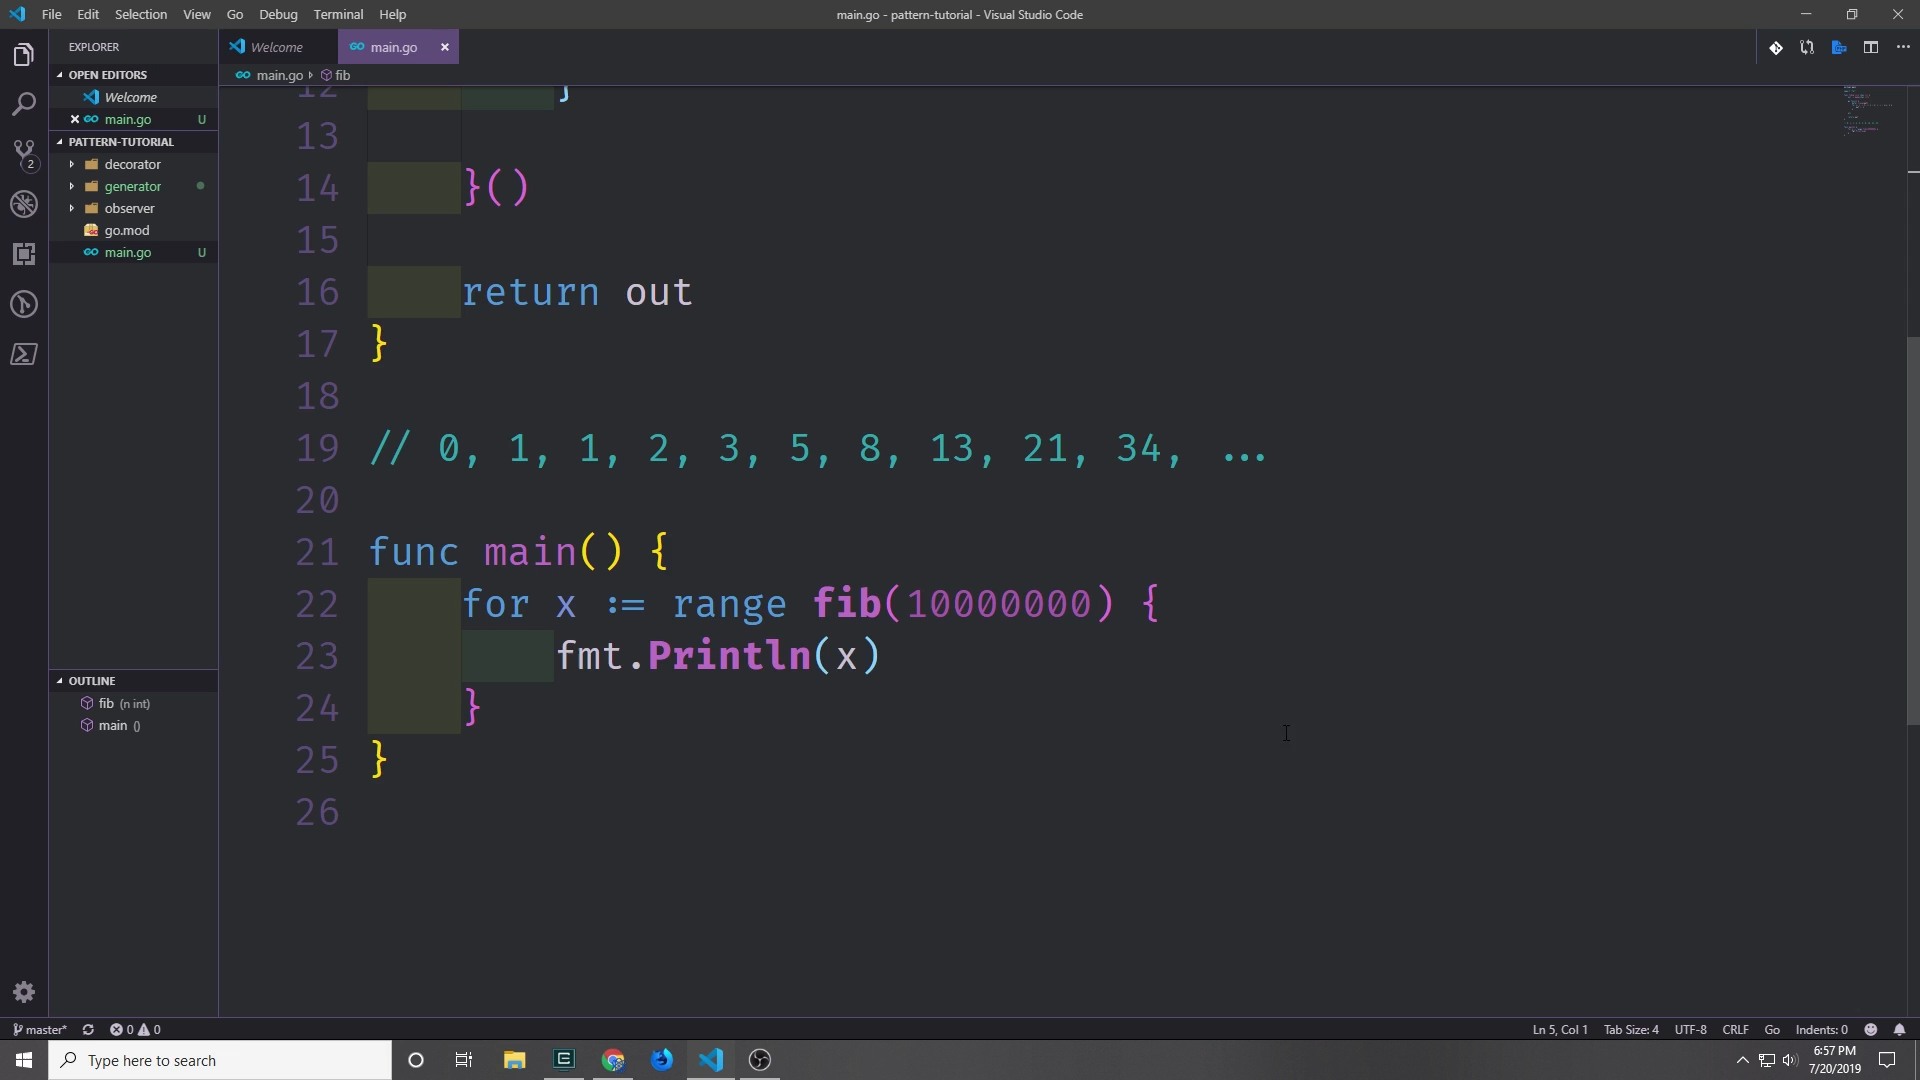 File Edit Selection View Go Debug Terminal Help
main.go - pattern-tutorial - Visual Studio Code
EXPLORER
OPEN EDITORS
Welcome
main.go U
PATTERN-TUTORIAL
decorator
generator
observer
go.mod
main.go U
OUTLINE
fib (n int)
main ()
Welcome
main.go
main.go fib
12 }
13
14 }()
15
16 return out
17 }
18
19 // 0, 1, 1, 2, 3, 5, 8, 13, 21, 34, ...
20
21 func main() {
22 for x := range fib(10000000) {
23 fmt.Println(x)
24 }
25 }
26
2
master* 0 0
Ln 5, Col 1 Tab Size: 4 UTF-8 CRLF Go Indents: 0
Type here to search
6:57 PM
7/20/2019